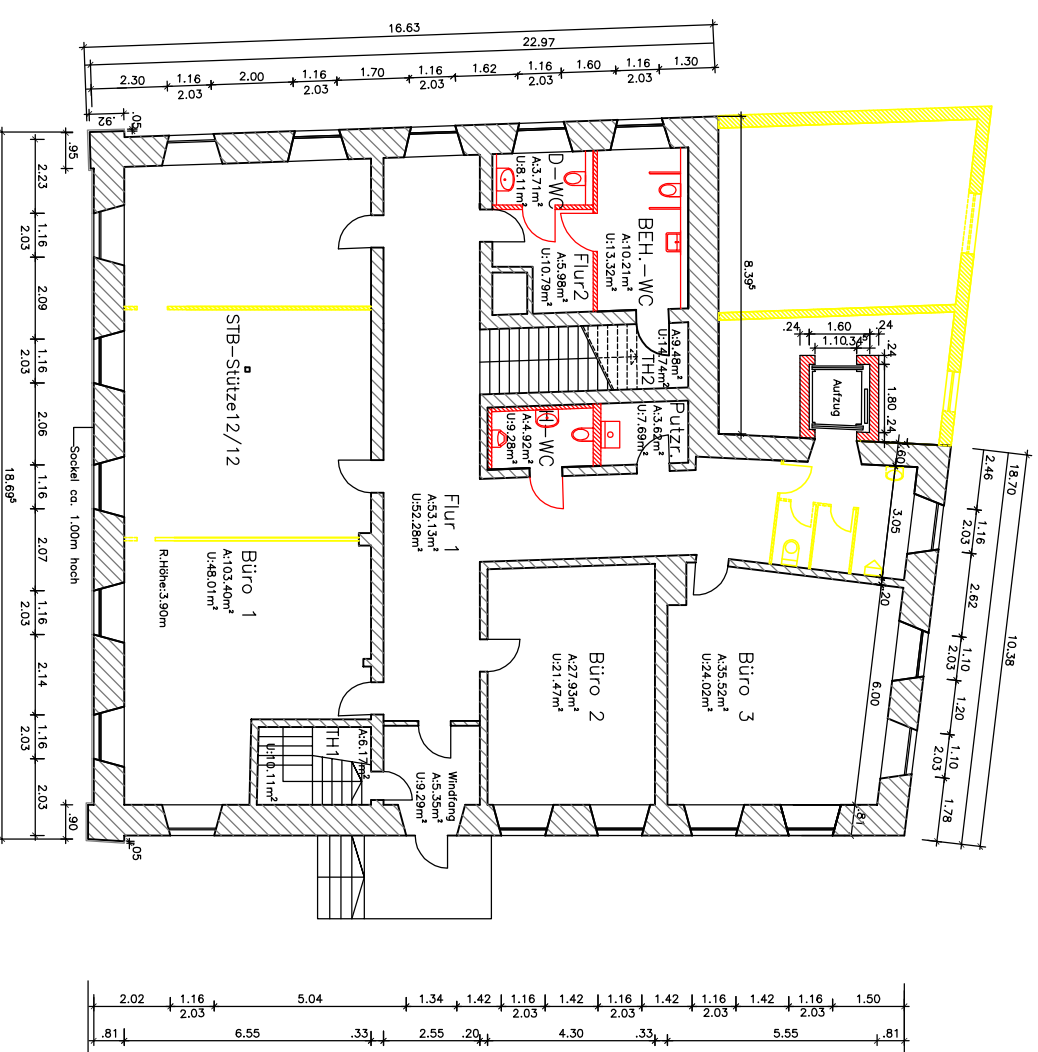 16.63
22.97
2.30
1.16
2.00
1.16
1.70
1.16
1.62
1.16
1.60
1.16
1.30
2.03
2.03
2.03
2.03
2.03
.92
.05
.95
2.23
1.16
2.03
2.09
1.16
2.03
2.06
1.16
2.07
1.16
2.03
2.14
1.16
2.03
2.03
.90
.05
18.69⁵
Sockel ca. 1.00m hoch
D-WC
A:3.71m²
U:8.11m²
BEH.-WC
A:10.21m²
U:13.32m²
Flur2
A:5.98m²
U:10.79m²
TH2
A:9.48m²
U:14.74m²
Putzr.
A:3.62m²
U:7.69m²
H-WC
A:4.92m²
U:9.28m²
STB-Stütze12/12
Flur 1
A:53.13m²
U:52.28m²
Büro 1
A:103.40m²
U:48.01m²
R.Höhe:3.90m
Büro 2
A:27.93m²
U:21.47m²
Büro 3
A:35.52m²
U:24.02m²
TH1
A:6.17m²
U:10.11m²
Windfang
A:5.35m²
U:9.29m²
8.39⁵
.24
1.60
.24
1.10
.34⁵
.24
1.80
.24
Aufzug
.60
3.05
.20
6.00
.81
2.46
18.70
1.16
2.03
2.62
10.38
1.10
2.03
1.20
1.10
2.03
1.78
2.02
1.16
5.04
1.34
1.42
1.16
1.42
1.16
1.42
1.16
1.42
1.16
1.50
2.03
2.03
2.03
2.03
2.03
.81
6.55
.33
2.55
.20
4.30
.33
5.55
.81